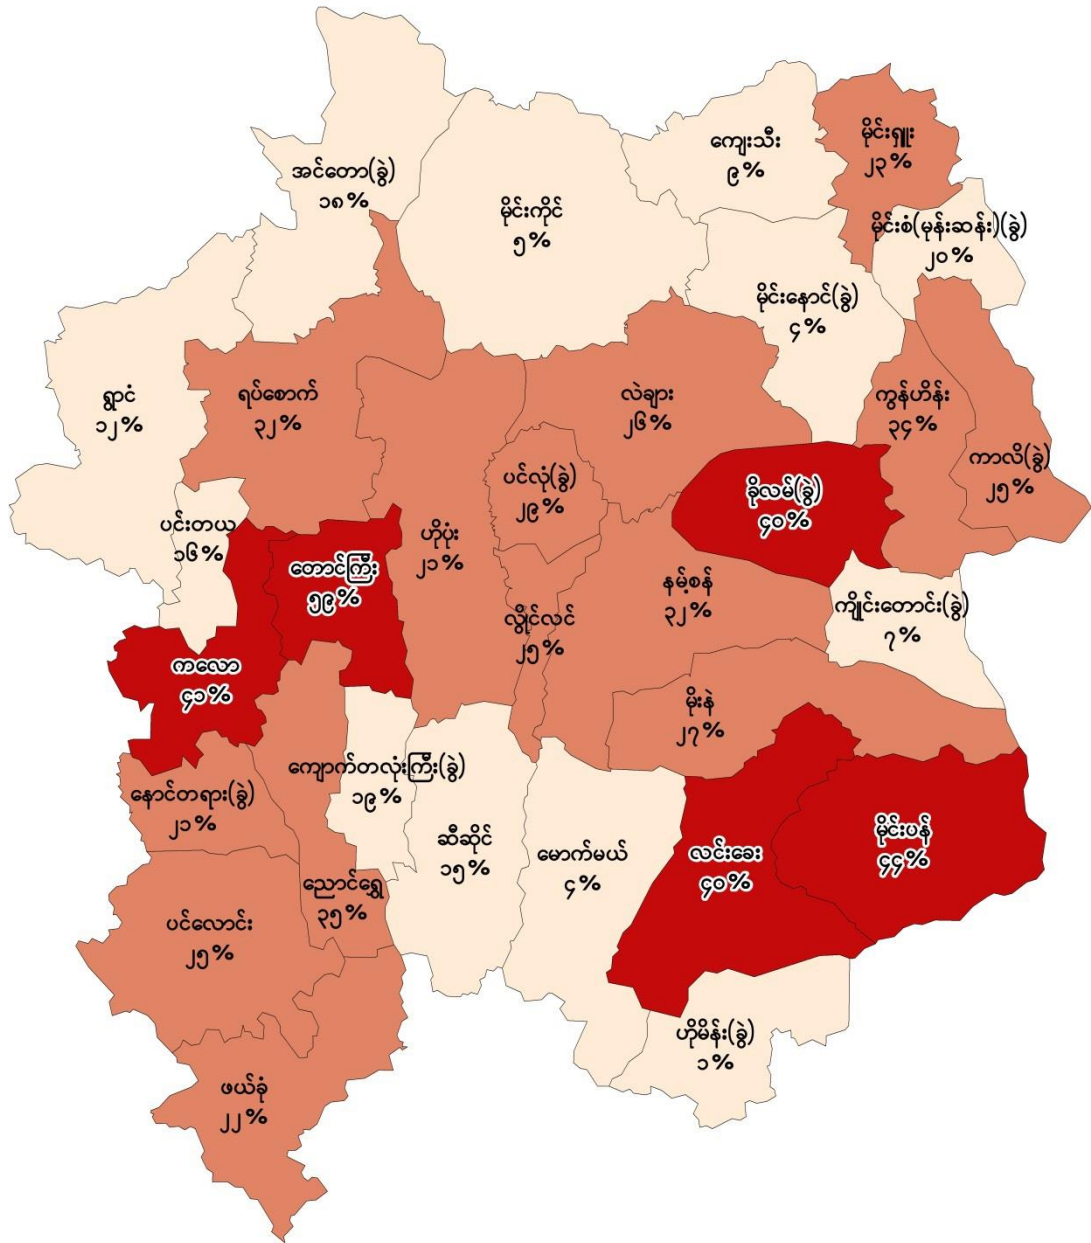 ကျေးသီး
၉%
မိုင်းရှူး
၂၃%
အင်တော(ခွဲ)
၁၈%
မိုင်းကိုင်
၅%
မိုင်းစံ(မုန်းဆန်း)(ခွဲ)
၂၀%
မိုင်းနောင်(ခွဲ)
၄%
ရွာငံ
၁၂%
ရပ်စောက်
၃၂%
လဲချား
၂၆%
ကွန်ဟိန်း
၃၄%
ကာလိ(ခွဲ)
၂၅%
ပင်လုံ(ခွဲ)
၂၉%
ခိုလမ်(ခွဲ)
၄၀%
ပင်းတယ
၁၆%
ဟိုပုံး
၂၁%
တောင်ကြီး
၅၉%
နမ့်စန်
၃၂%
ကျိုင်းတောင်း(ခွဲ)
၇%
လွိုင်လင်
၂၅%
ကလော
၄၁%
မိုးနဲ
၂၇%
ကျောက်တလုံးကြီး(ခွဲ)
၁၉%
နောင်တရား(ခွဲ)
၂၁%
ဆီဆိုင်
၁၅%
မောက်မယ်
၄%
လင်းခေး
၄၀%
မိုင်းပန်
၄၄%
ညောင်ရွှေ
၃၅%
ပင်လောင်း
၂၅%
ဟိုမိန်း(ခွဲ)
၁%
ဖယ်ခုံ
၂၂%